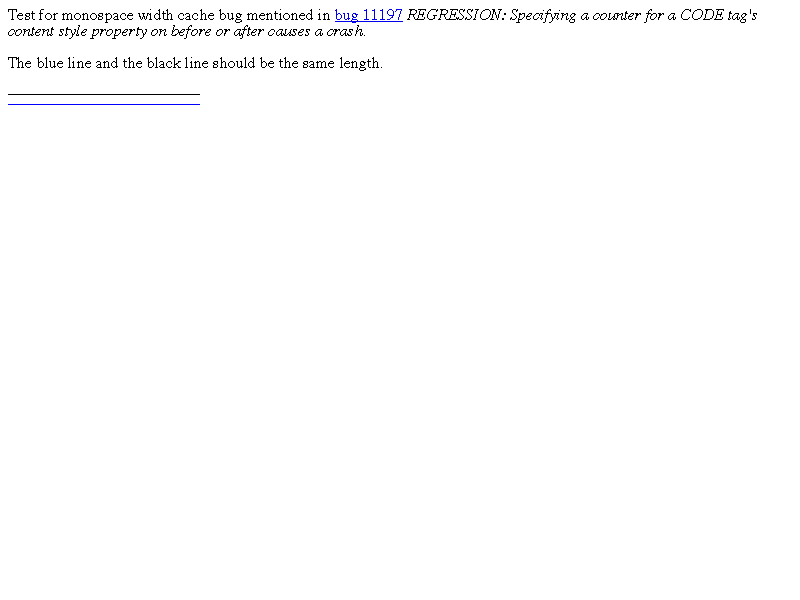 Test for monospace width cache bug mentioned in bug 11197 REGRESSION: Specifying a counter for a CODE tag's
content style property on before or after causes a crash.
The blue line and the black line should be the same length.